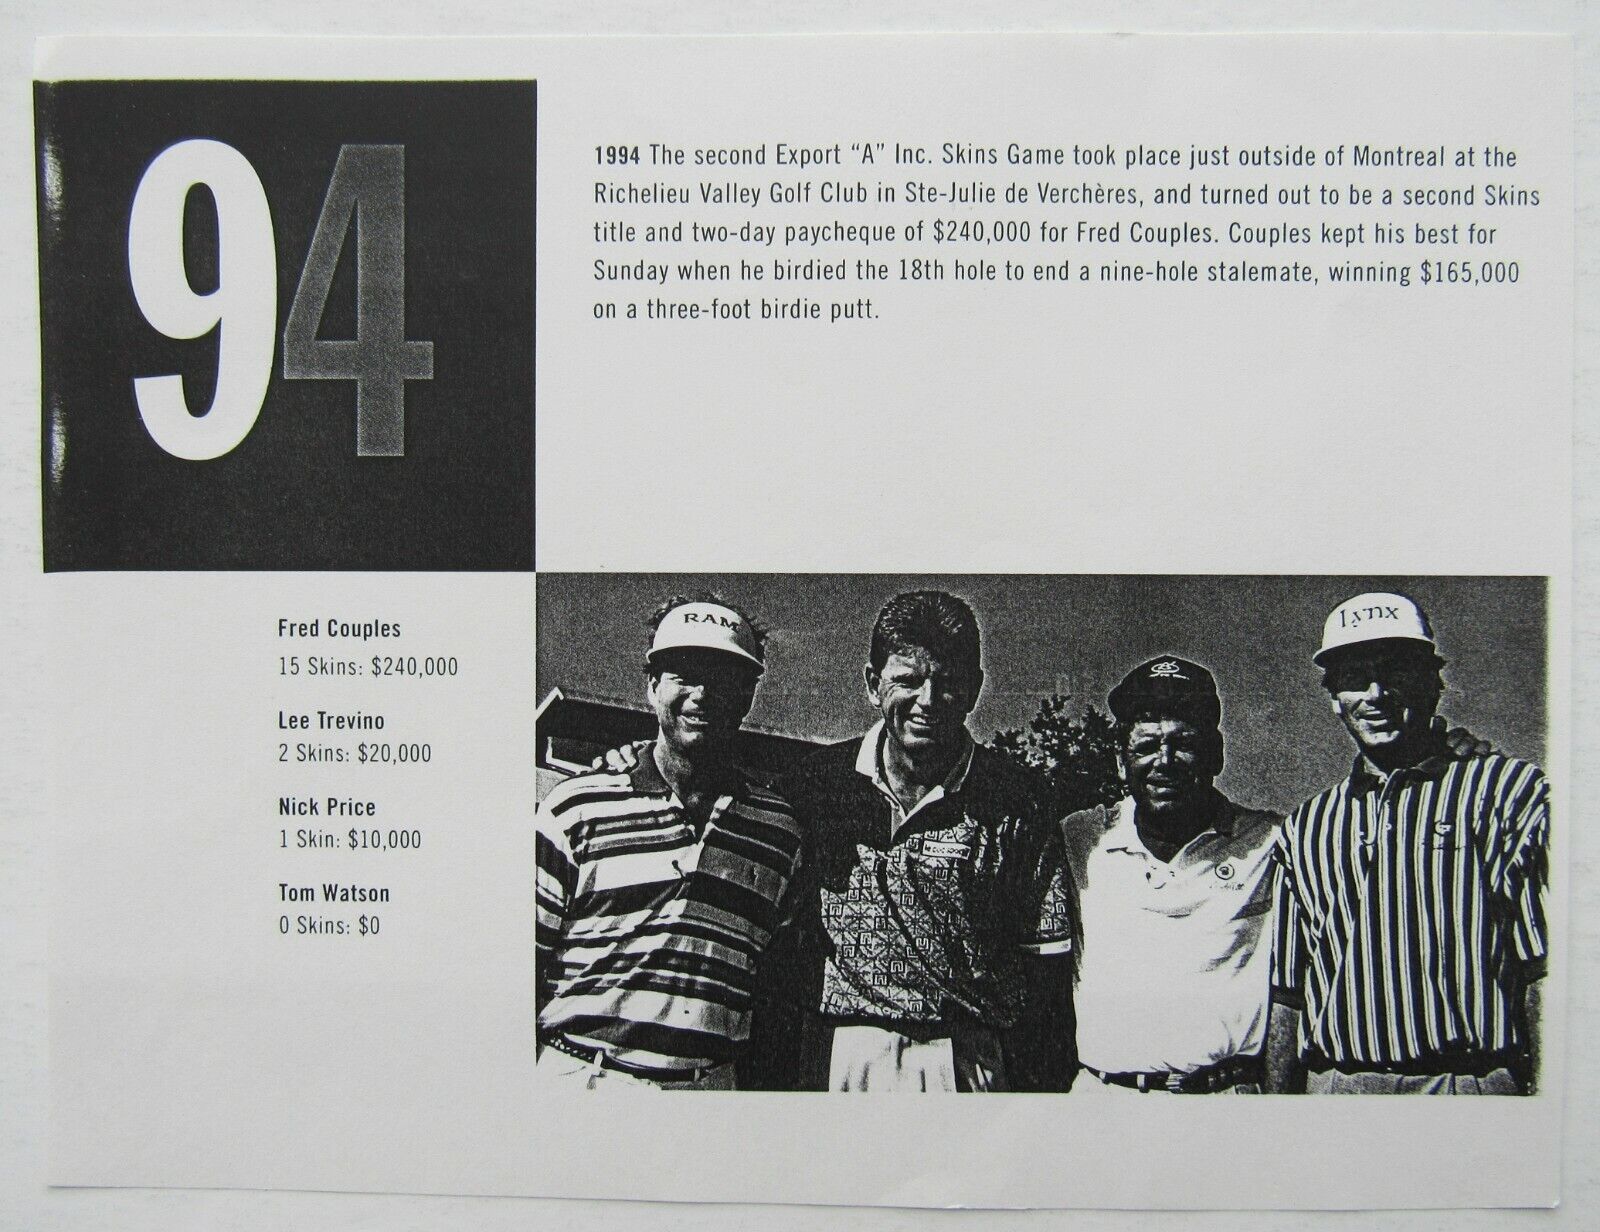 94
1994 The second Export “A” Inc. Skins Game took place just outside of Montreal at the
Richelieu Valley Golf Club in Ste-Julie de Verchères, and turned out to be a second Skins
title and two-day paycheque of $240,000 for Fred Couples. Couples kept his best for
Sunday when he birdied the 18th hole to end a nine-hole stalemate, winning $165,000
on a three-foot birdie putt.
Fred Couples
15 Skins: $240,000
Lee Trevino
2 Skins: $20,000
Nick Price
1 Skin: $10,000
Tom Watson
0 Skins: $0
RAM
Lynx